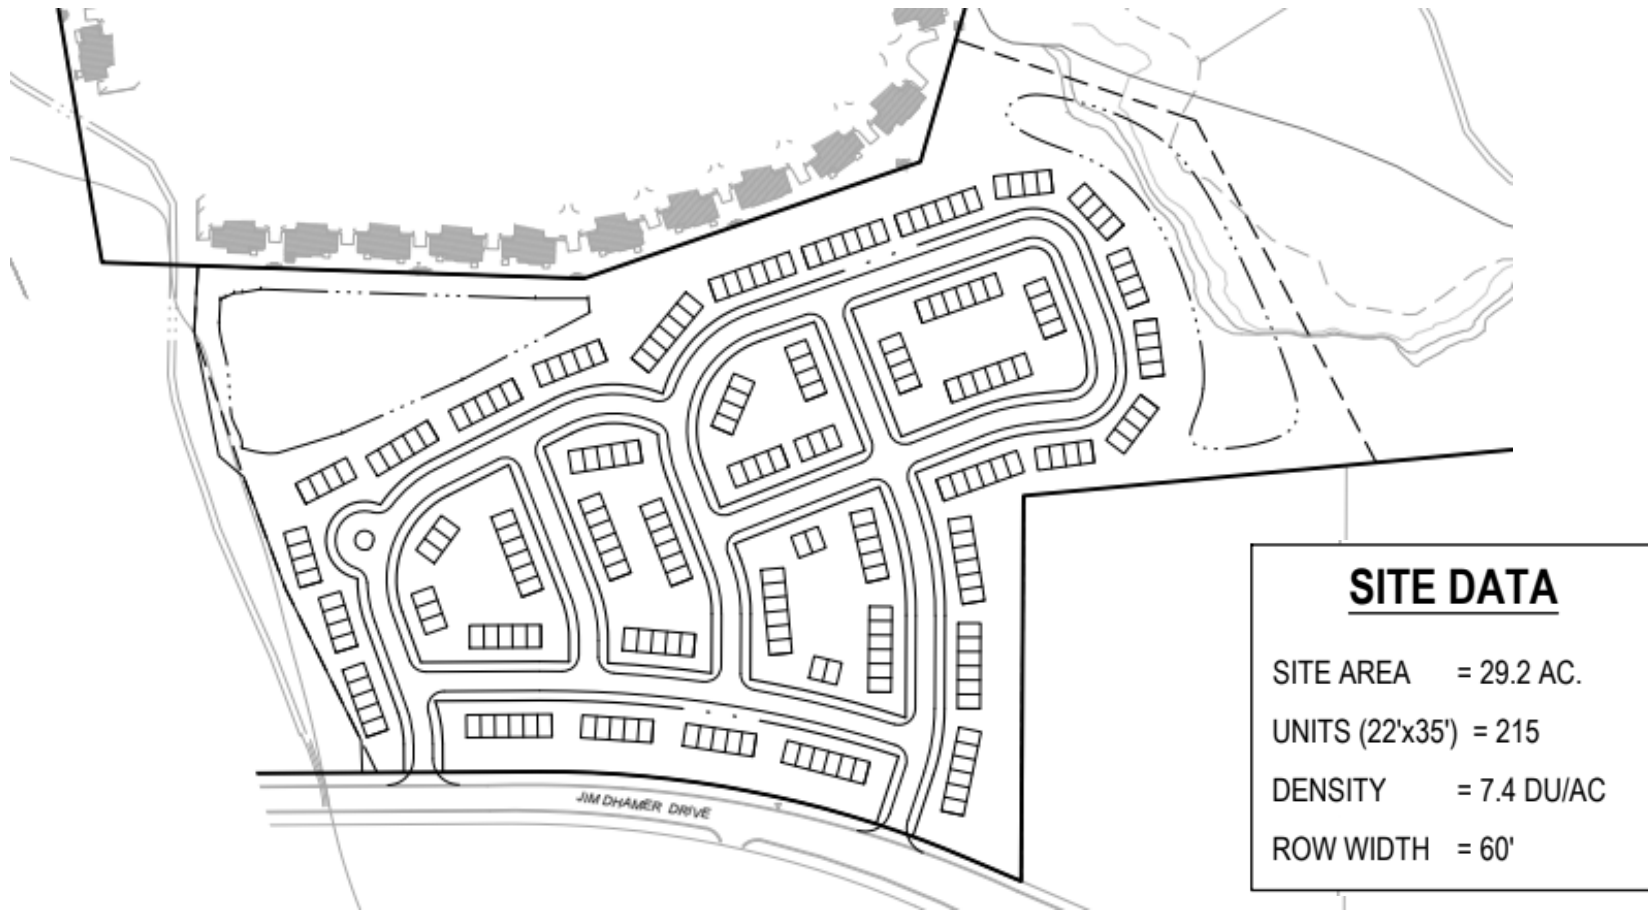 JIM DHAMER DRIVE
SITE DATA
SITE AREA = 29.2 AC.
UNITS (22'x35') = 215
DENSITY = 7.4 DU/AC
ROW WIDTH = 60'